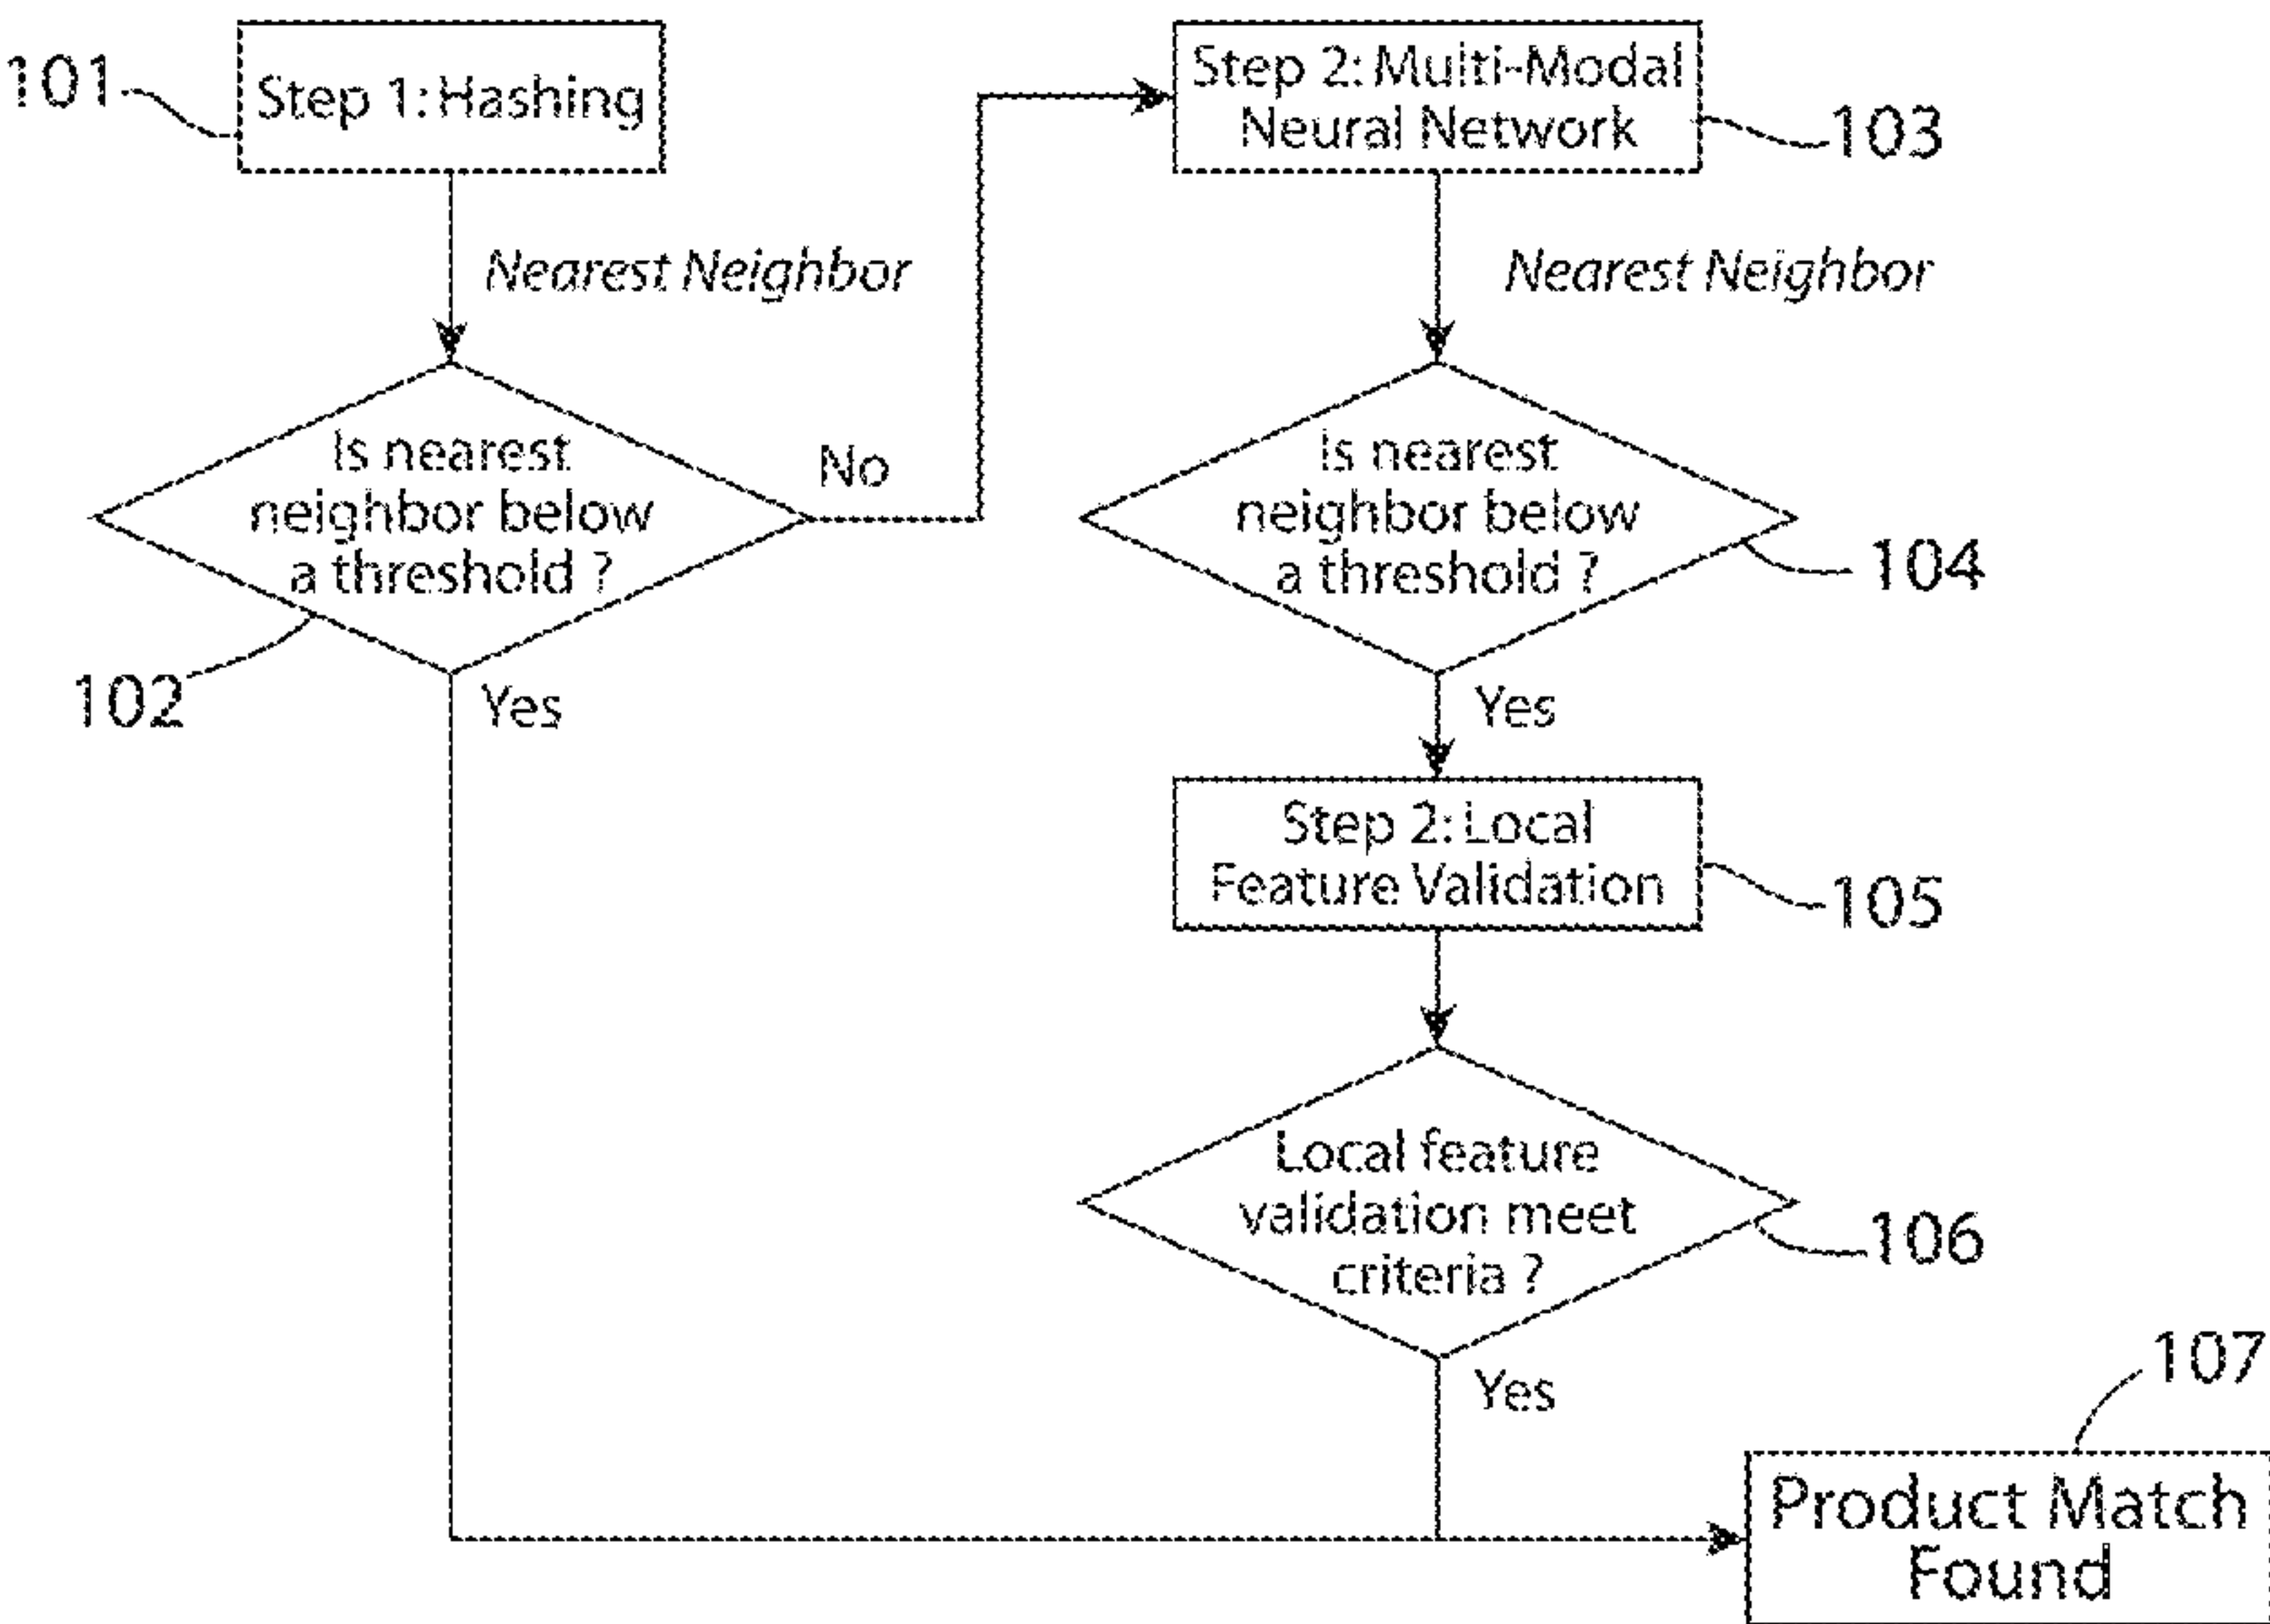 101
Step 1: Hashing
Nearest Neighbor
Is nearest
neighbor below
a threshold ?
No
102
Yes
Step 2: Multi-Modal
Neural Network
103
Nearest Neighbor
Is nearest
neighbor below
a threshold ?
104
Yes
Step 2: Local
Feature Validation
105
Local feature
validation meet
criteria ?
106
Yes
107
Product Match
Found